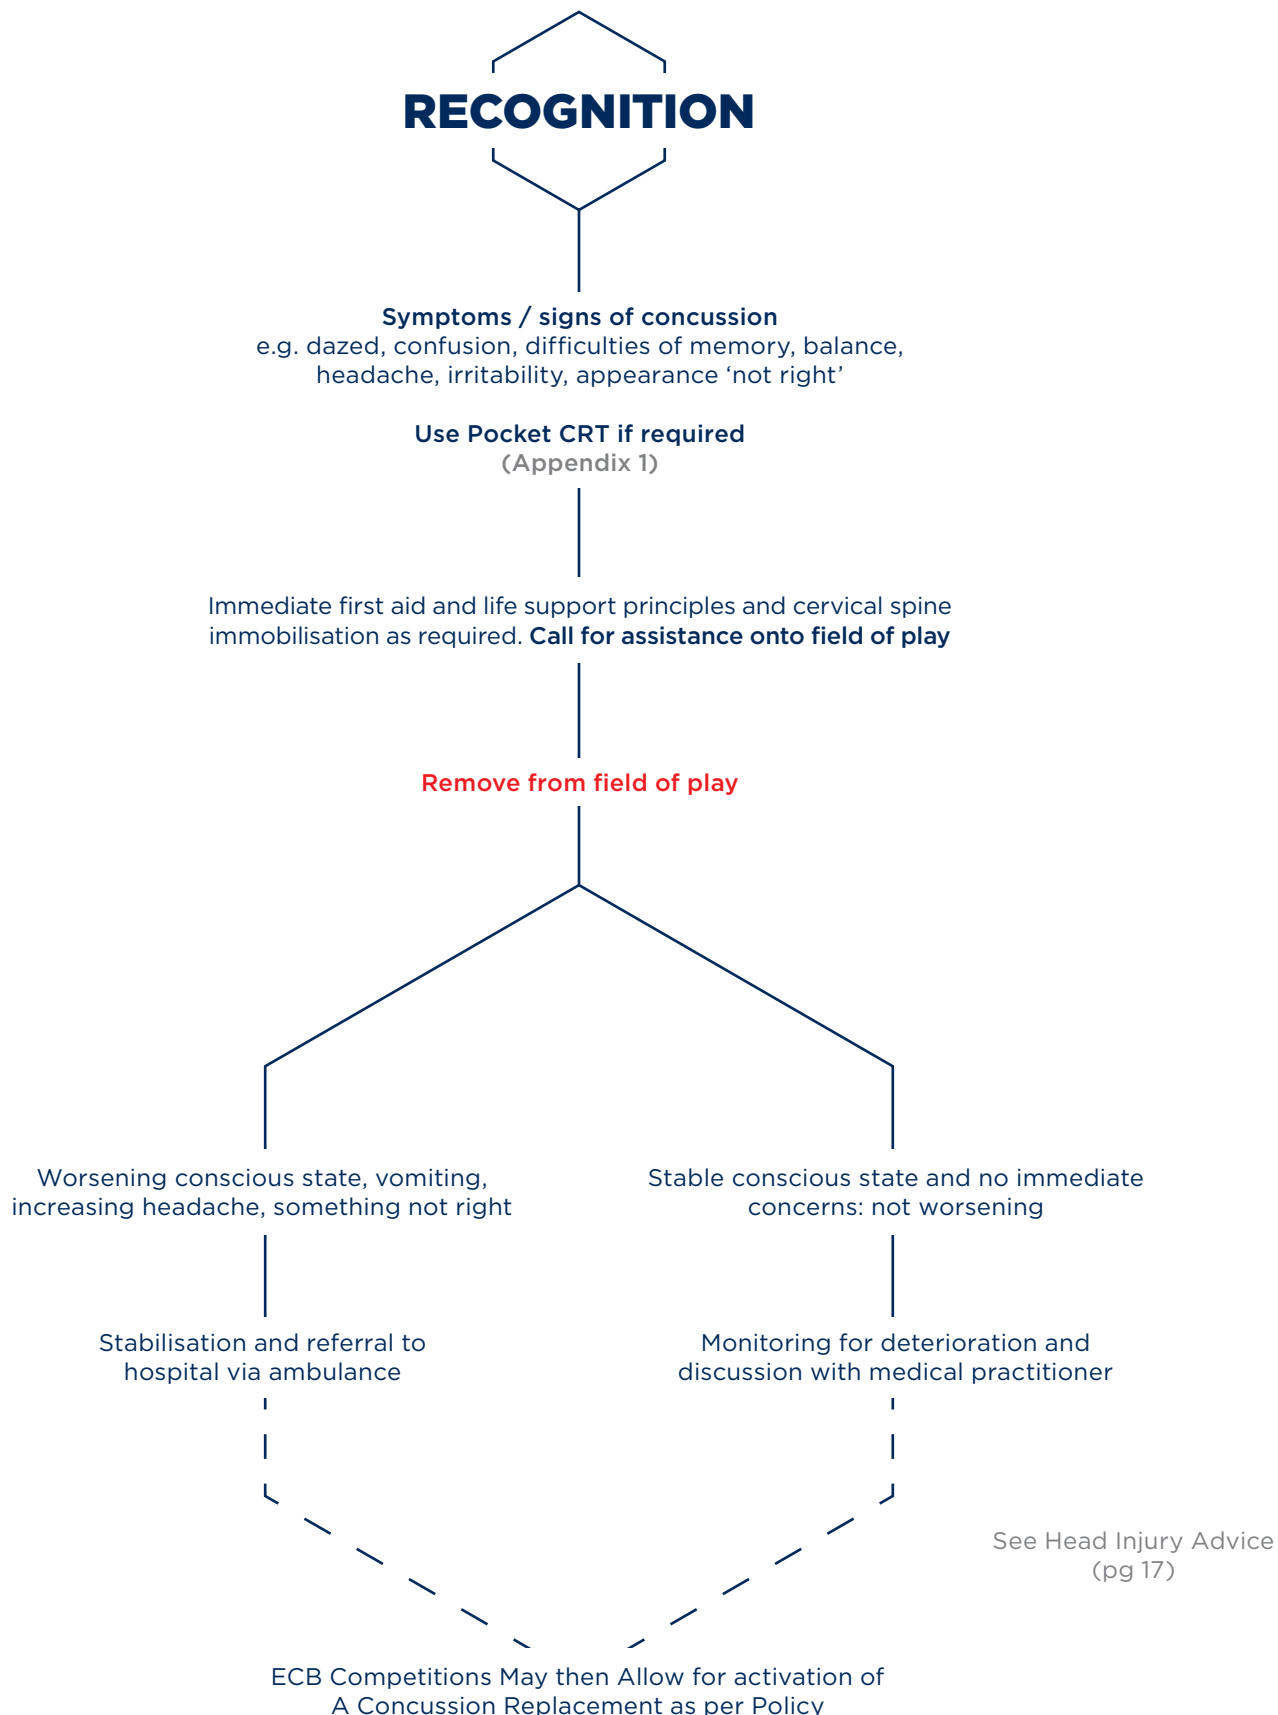 RECOGNITION
Symptoms / signs of concussion
e.g. dazed, confusion, difficulties of memory, balance,
headache, irritability, appearance ‘not right’
Use Pocket CRT if required
(Appendix 1)
Immediate first aid and life support principles and cervical spine
immobilisation as required. Call for assistance onto field of play
Remove from field of play
Worsening conscious state, vomiting,
increasing headache, something not right
Stable conscious state and no immediate
concerns: not worsening
Stabilisation and referral to
hospital via ambulance
Monitoring for deterioration and
discussion with medical practitioner
See Head Injury Advice
(pg 17)
ECB Competitions May then Allow for activation of
A Concussion Replacement as per Policy